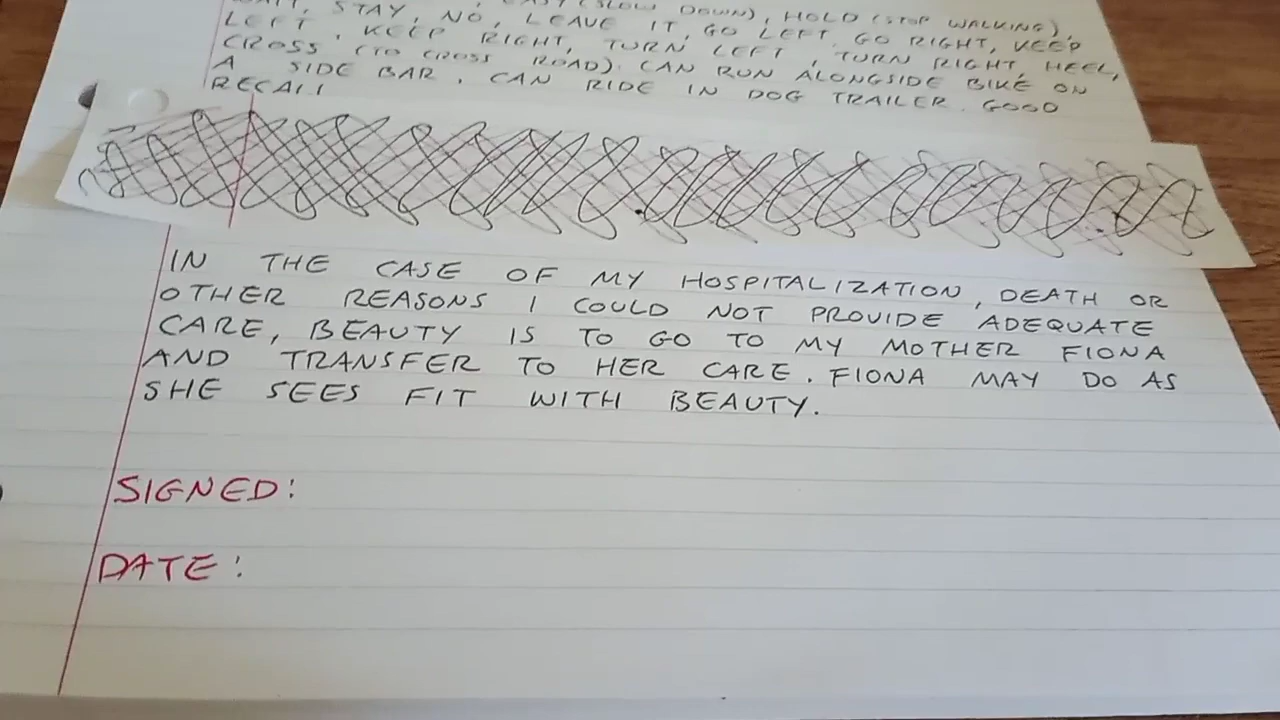 WAIT, STAY, NO, EASY (SLOW DOWN), HOLD (STOP WALKING),
LEFT, KEEP RIGHT, LEAVE IT, GO LEFT, GO RIGHT, KEEP
CROSS (TO CROSS ROAD). TURN LEFT, TURN RIGHT, HEEL,
A SIDE BAR. CAN RUN ALONGSIDE BIKE ON
RECALL CAN RIDE IN DOG TRAILER. GOOD
IN THE CASE OF MY HOSPITALIZATION, DEATH OR
OTHER REASONS I COULD NOT PROVIDE ADEQUATE
CARE, BEAUTY IS TO GO TO MY MOTHER FIONA
AND TRANSFER TO HER CARE. FIONA MAY DO AS
SHE SEES FIT WITH BEAUTY.
SIGNED:
DATE: